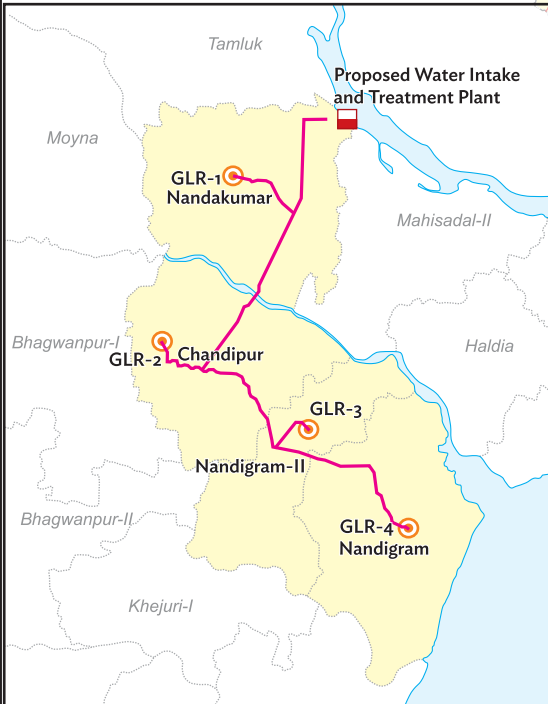 Tamluk
Proposed Water Intake
and Treatment Plant
Moyna
GLR-1
Nandakumar
Mahisadal-II
Bhagwanpur-I
Haldia
GLR-2
Chandipur
GLR-3
Nandigram-II
Bhagwanpur-II
GLR-4
Nandigram
Khejuri-I